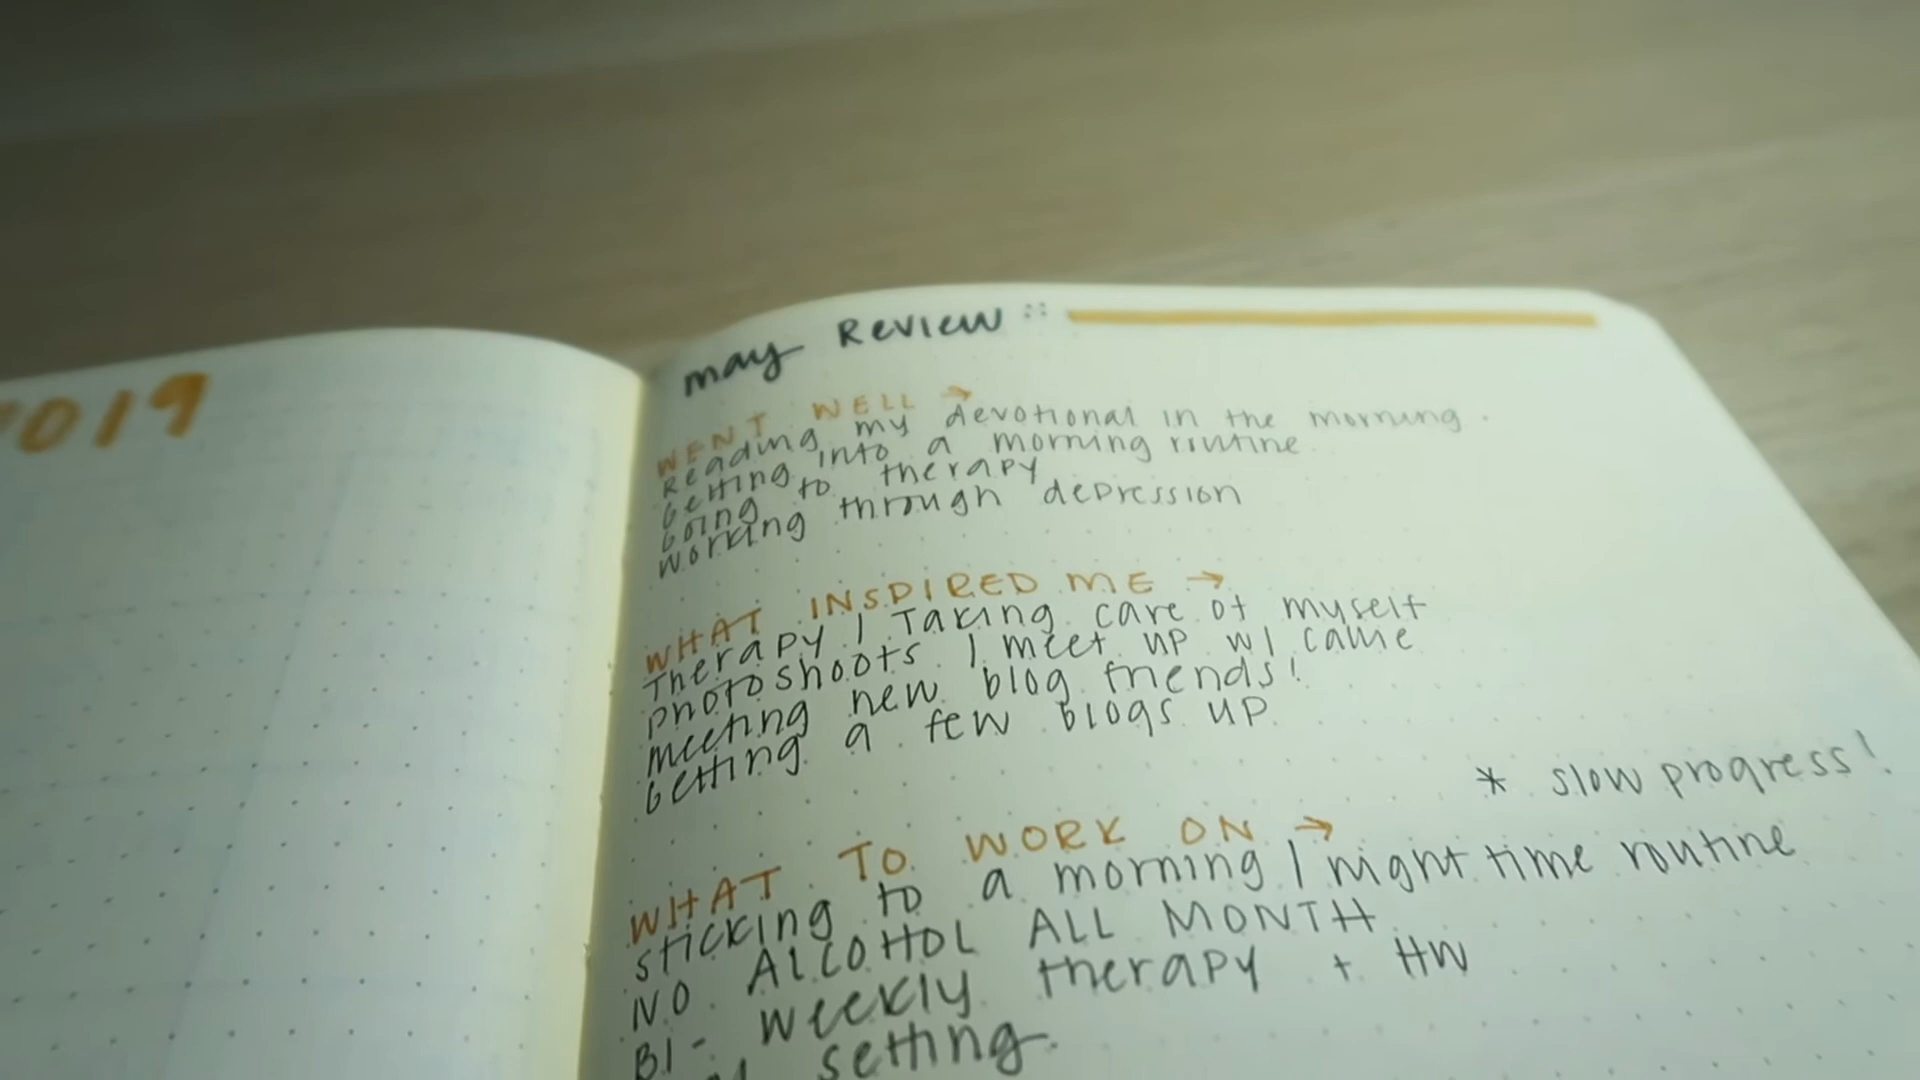 2019
may Review ::
WENT WELL →
Reading my devotional in the morning.
Getting into a morning routine
Going to therapy
Working through depression
WHAT INSPIRED ME →
Therapy | Taking care of myself
photoshoots | meet up w/ callie
meeting new blog friends!
Getting a few blogs up
* slow progress!
WHAT TO WORK ON →
sticking to a morning / night time routine
NO ALCOHOL ALL MONTH
BI-weekly therapy + HW
setting.